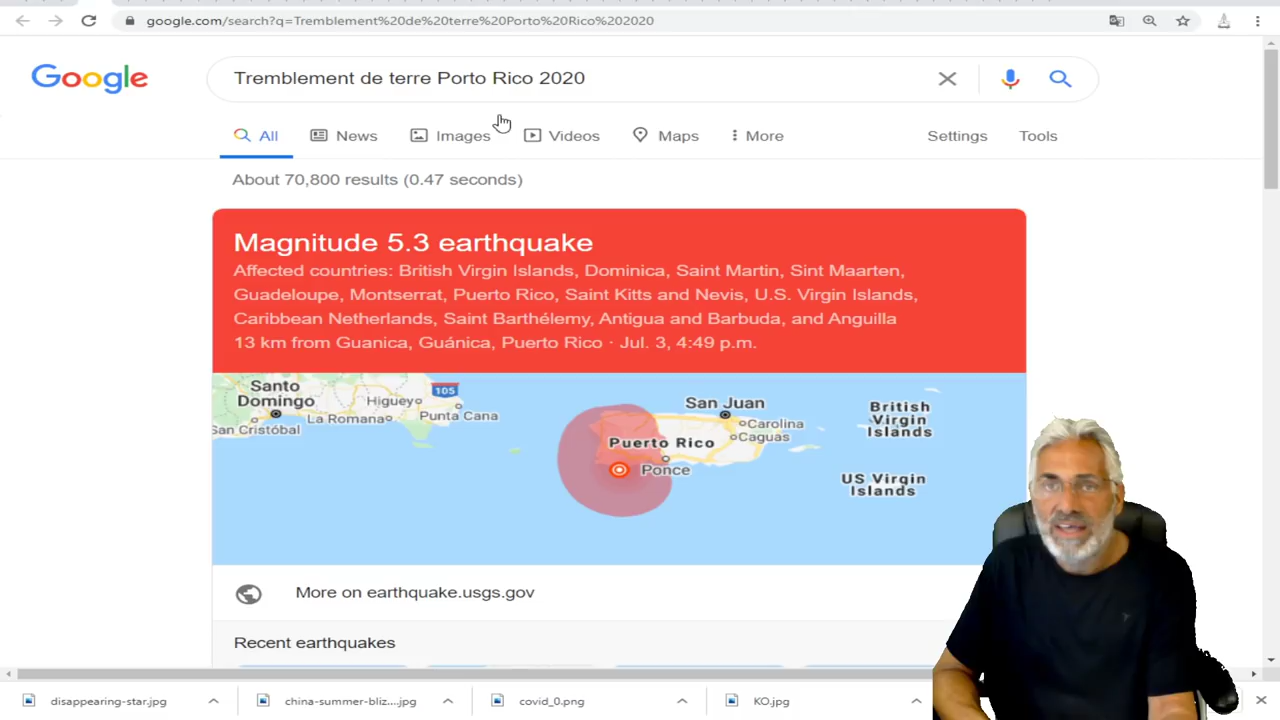 google.com/search?q=Tremblement%20de%20terre%20Porto%20Rico%202020
Google
Tremblement de terre Porto Rico 2020
All News Images Videos Maps More Settings Tools
About 70,800 results (0.47 seconds)
Magnitude 5.3 earthquake
Affected countries: British Virgin Islands, Dominica, Saint Martin, Sint Maarten,
Guadeloupe, Montserrat, Puerto Rico, Saint Kitts and Nevis, U.S. Virgin Islands,
Caribbean Netherlands, Saint Barthélemy, Antigua and Barbuda, and Anguilla
13 km from Guanica, Guánica, Puerto Rico · Jul. 3, 4:49 p.m.
Santo
Domingo
San Cristóbal
La Romana
Higuey
105
Punta Cana
San Juan
Carolina
Caguas
Puerto Rico
Ponce
British
Virgin
Islands
US Virgin
Islands
More on earthquake.usgs.gov
Recent earthquakes
disappearing-star.jpg
china-summer-bliz....jpg
covid_0.png
KO.jpg